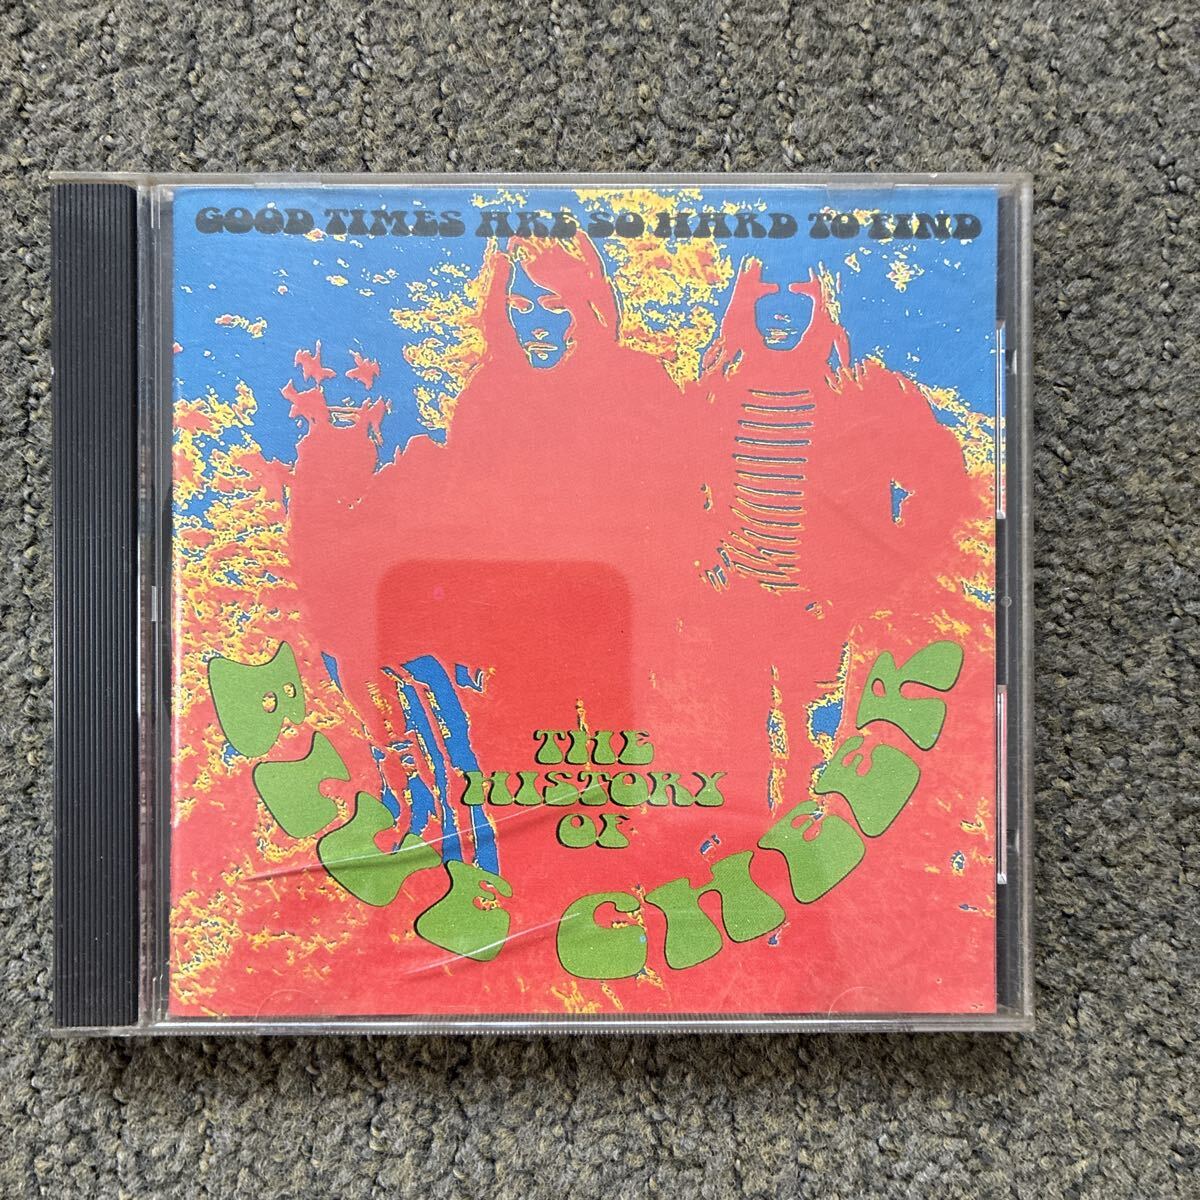 GOOD TIMES ARE SO HARD TO FIND
THE
HISTORY
OF
BLUE CHEER